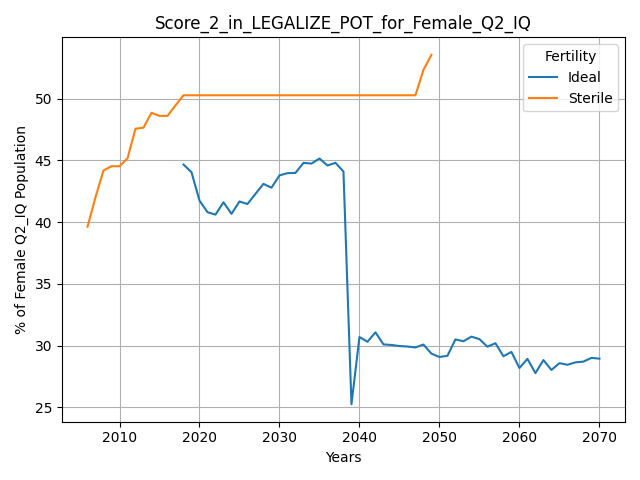 Score_2_in_LEGALIZE_POT_for_Female_Q2_IQ
Fertility
Ideal
Sterile
% of Female Q2_IQ Population
50
45
40
35
30
25
2010 2020 2030 2040 2050 2060 2070
Years